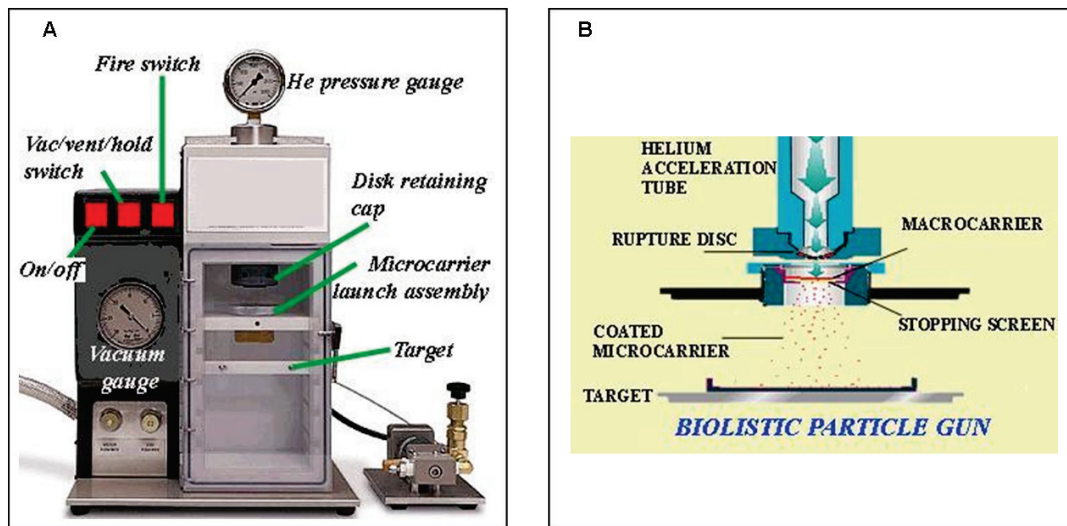 A
Fire switch
He pressure gauge
Vac/vent/hold
switch
Disk retaining
cap
On/off
Microcarrier
launch assembly
Vacuum
gauge
Target
B
HELIUM
ACCELERATION
TUBE
MACROCARRIER
RUPTURE DISC
STOPPING SCREEN
COATED
MICROCARRIER
TARGET
BIOLISTIC PARTICLE GUN